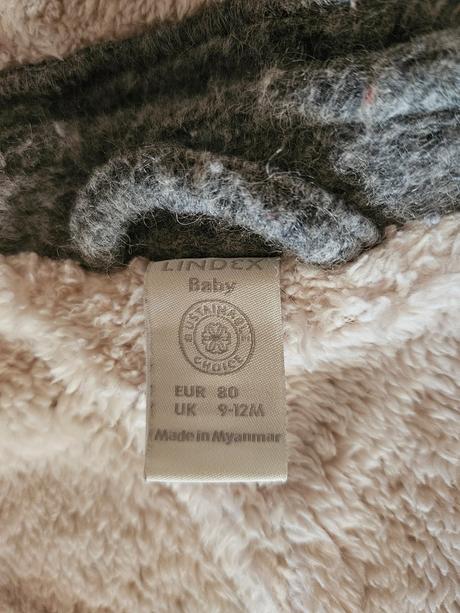 LINDEX
Baby
SUSTAINABLE
CHOICE
EUR 80
UK 9-12M
Made in Myanmar